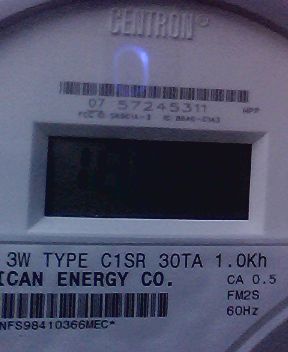 CENTRON®
07 57245311
3W TYPE C1SR 30TA 1.0Kh
ICAN ENERGY CO.
CA 0.5
FM2S
60Hz
NFS98410366MEC*